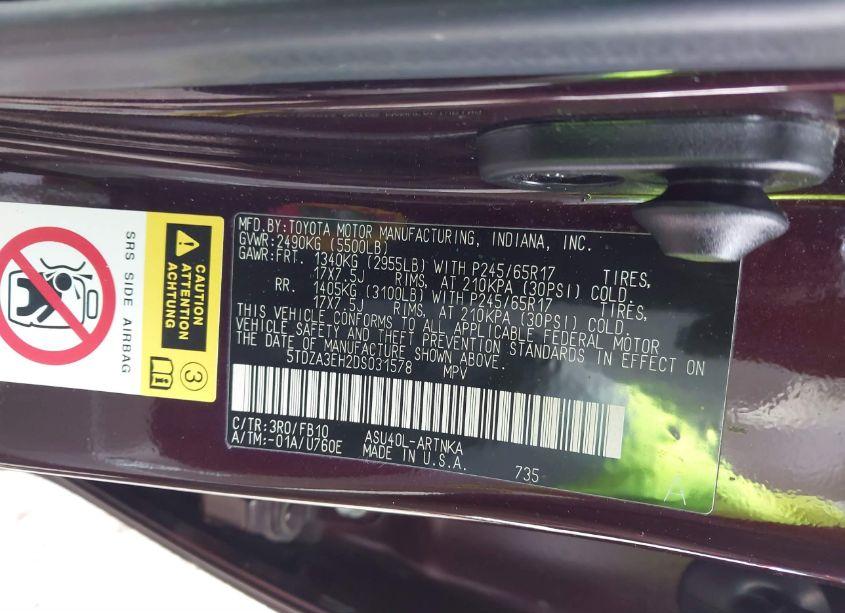 SRS SIDE AIRBAG
CAUTION
ATTENTION
ACHTUNG
3
MFD.BY:TOYOTA MOTOR MANUFACTURING, INDIANA, INC.
GVWR:2490KG (5500LB)
GAWR:FRT. 1340KG (2955LB) WITH P245/65R17 TIRES,
17X7.5J RIMS, AT 210KPA (30PSI) COLD.
RR. 1405KG (3100LB) WITH P245/65R17 TIRES,
17X7.5J RIMS, AT 210KPA (30PSI) COLD.
THIS VEHICLE CONFORMS TO ALL APPLICABLE FEDERAL MOTOR
VEHICLE SAFETY AND THEFT PREVENTION STANDARDS IN EFFECT ON
THE DATE OF MANUFACTURE SHOWN ABOVE.
5TDZA3EH2DS031578 MPV
C/TR:3R0/FB10 ASU40L-ARTNKA
A/TM:-01A/U760E MADE IN U.S.A. 735
A